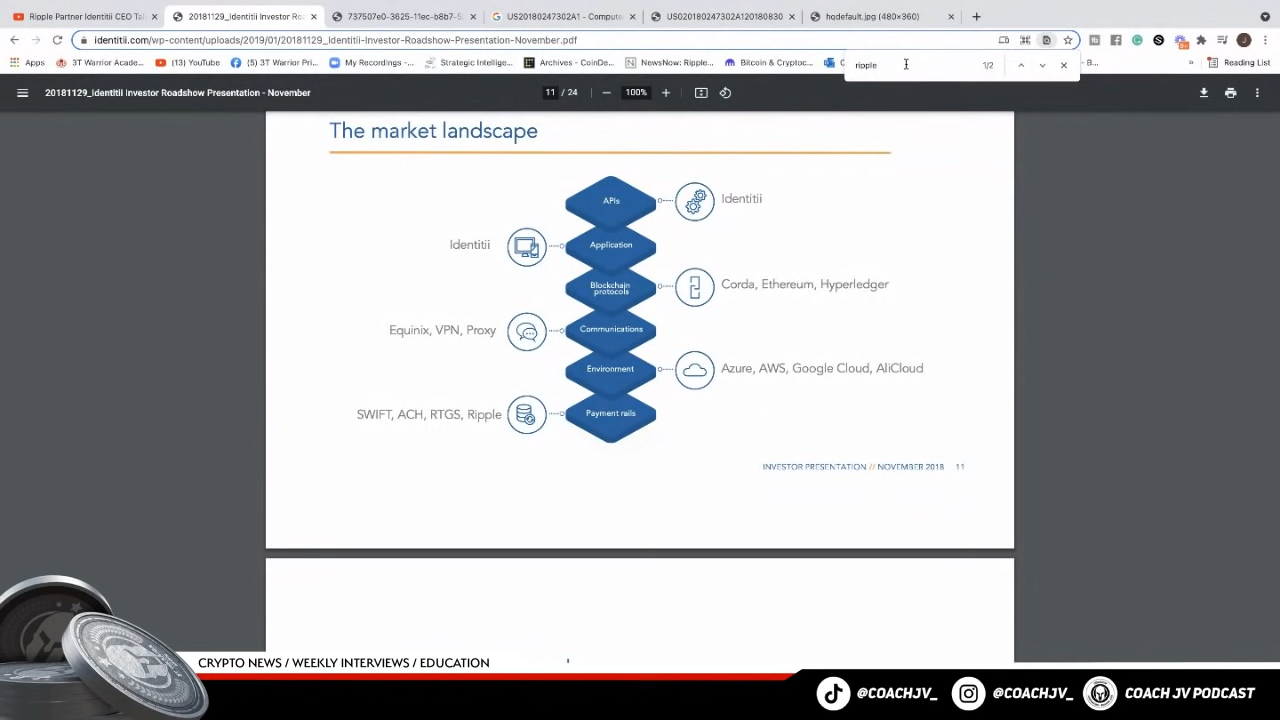 Ripple Partner Identitii CEO Tal
20181129_Identitii Investor Ro
737507e0-3625-11ec-b8b7-5
US20180247302A1 - Compute
US020180247302A120180830
hqdefault.jpg (480×360)
identitii.com/wp-content/uploads/2019/01/20181129_Identitii-Investor-Roadshow-Presentation-November.pdf
Apps
3T Warrior Acade...
(13) YouTube
(5) 3T Warrior Pri...
My Recordings -...
Strategic Intellige...
Archives - CoinDe...
NewsNow: Ripple...
Bitcoin & Cryptoc...
B...
»
Reading List
ripple
1/2
20181129_Identitii Investor Roadshow Presentation - November
11 / 24
100%
The market landscape
APIs
Identitii
Identitii
Application
Blockchain
protocols
Corda, Ethereum, Hyperledger
Equinix, VPN, Proxy
Communications
Environment
Azure, AWS, Google Cloud, AliCloud
SWIFT, ACH, RTGS, Ripple
Payment rails
INVESTOR PRESENTATION // NOVEMBER 2018 11
CRYPTO NEWS / WEEKLY INTERVIEWS / EDUCATION
@COACHJV_
@COACHJV_
COACH JV PODCAST